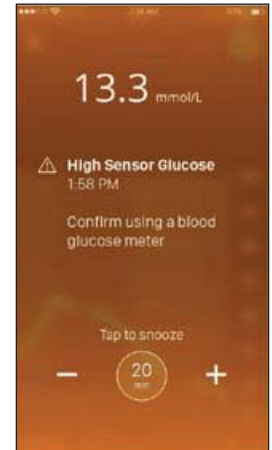 13.3 mmol/L
High Sensor Glucose
1:58 PM
Confirm using a blood
glucose meter
Tap to snooze
20
min